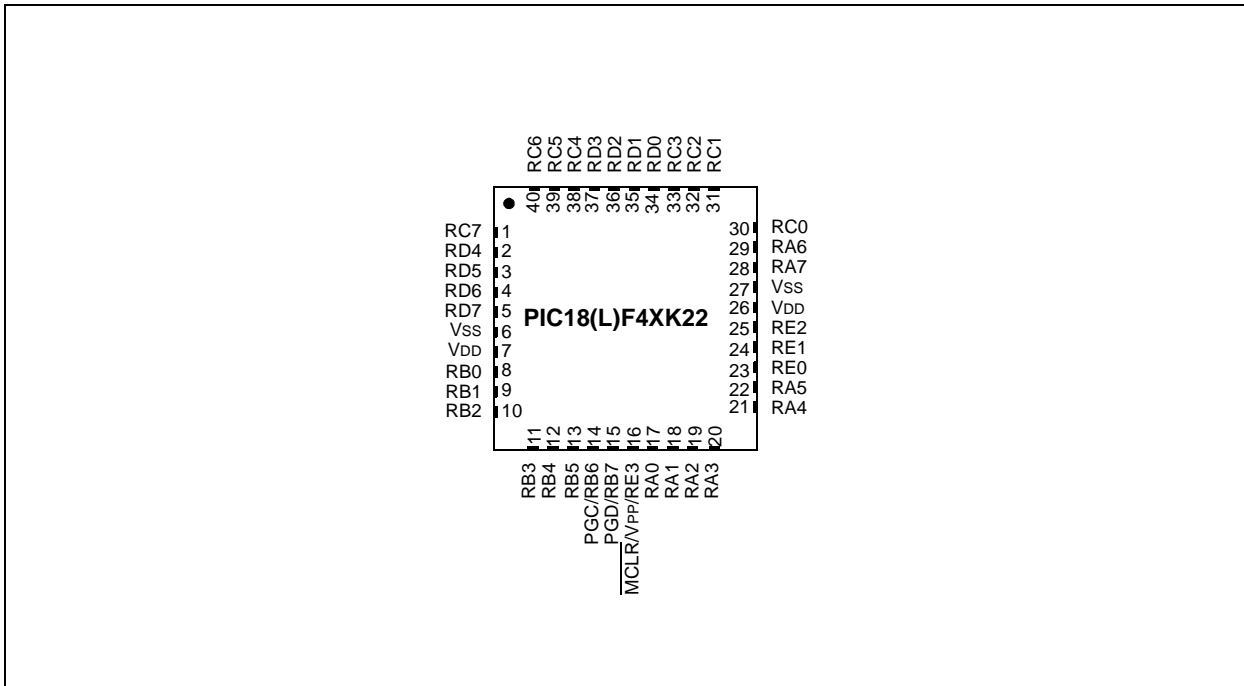 RC6
RC5
RC4
RD3
RD2
RD1
RD0
RC3
RC2
RC1
40
39
38
37
36
35
34
33
32
31
RC7 1
RD4 2
RD5 3
RD6 4
RD7 5
VSS 6
VDD 7
RB0 8
RB1 9
RB2 10
PIC18(L)F4XK22
30 RC0
29 RA6
28 RA7
27 VSS
26 VDD
25 RE2
24 RE1
23 RE0
22 RA5
21 RA4
11
12
13
14
15
16
17
18
19
20
RB3
RB4
RB5
PGC/RB6
PGD/RB7
MCLR/VPP/RE3
RA0
RA1
RA2
RA3